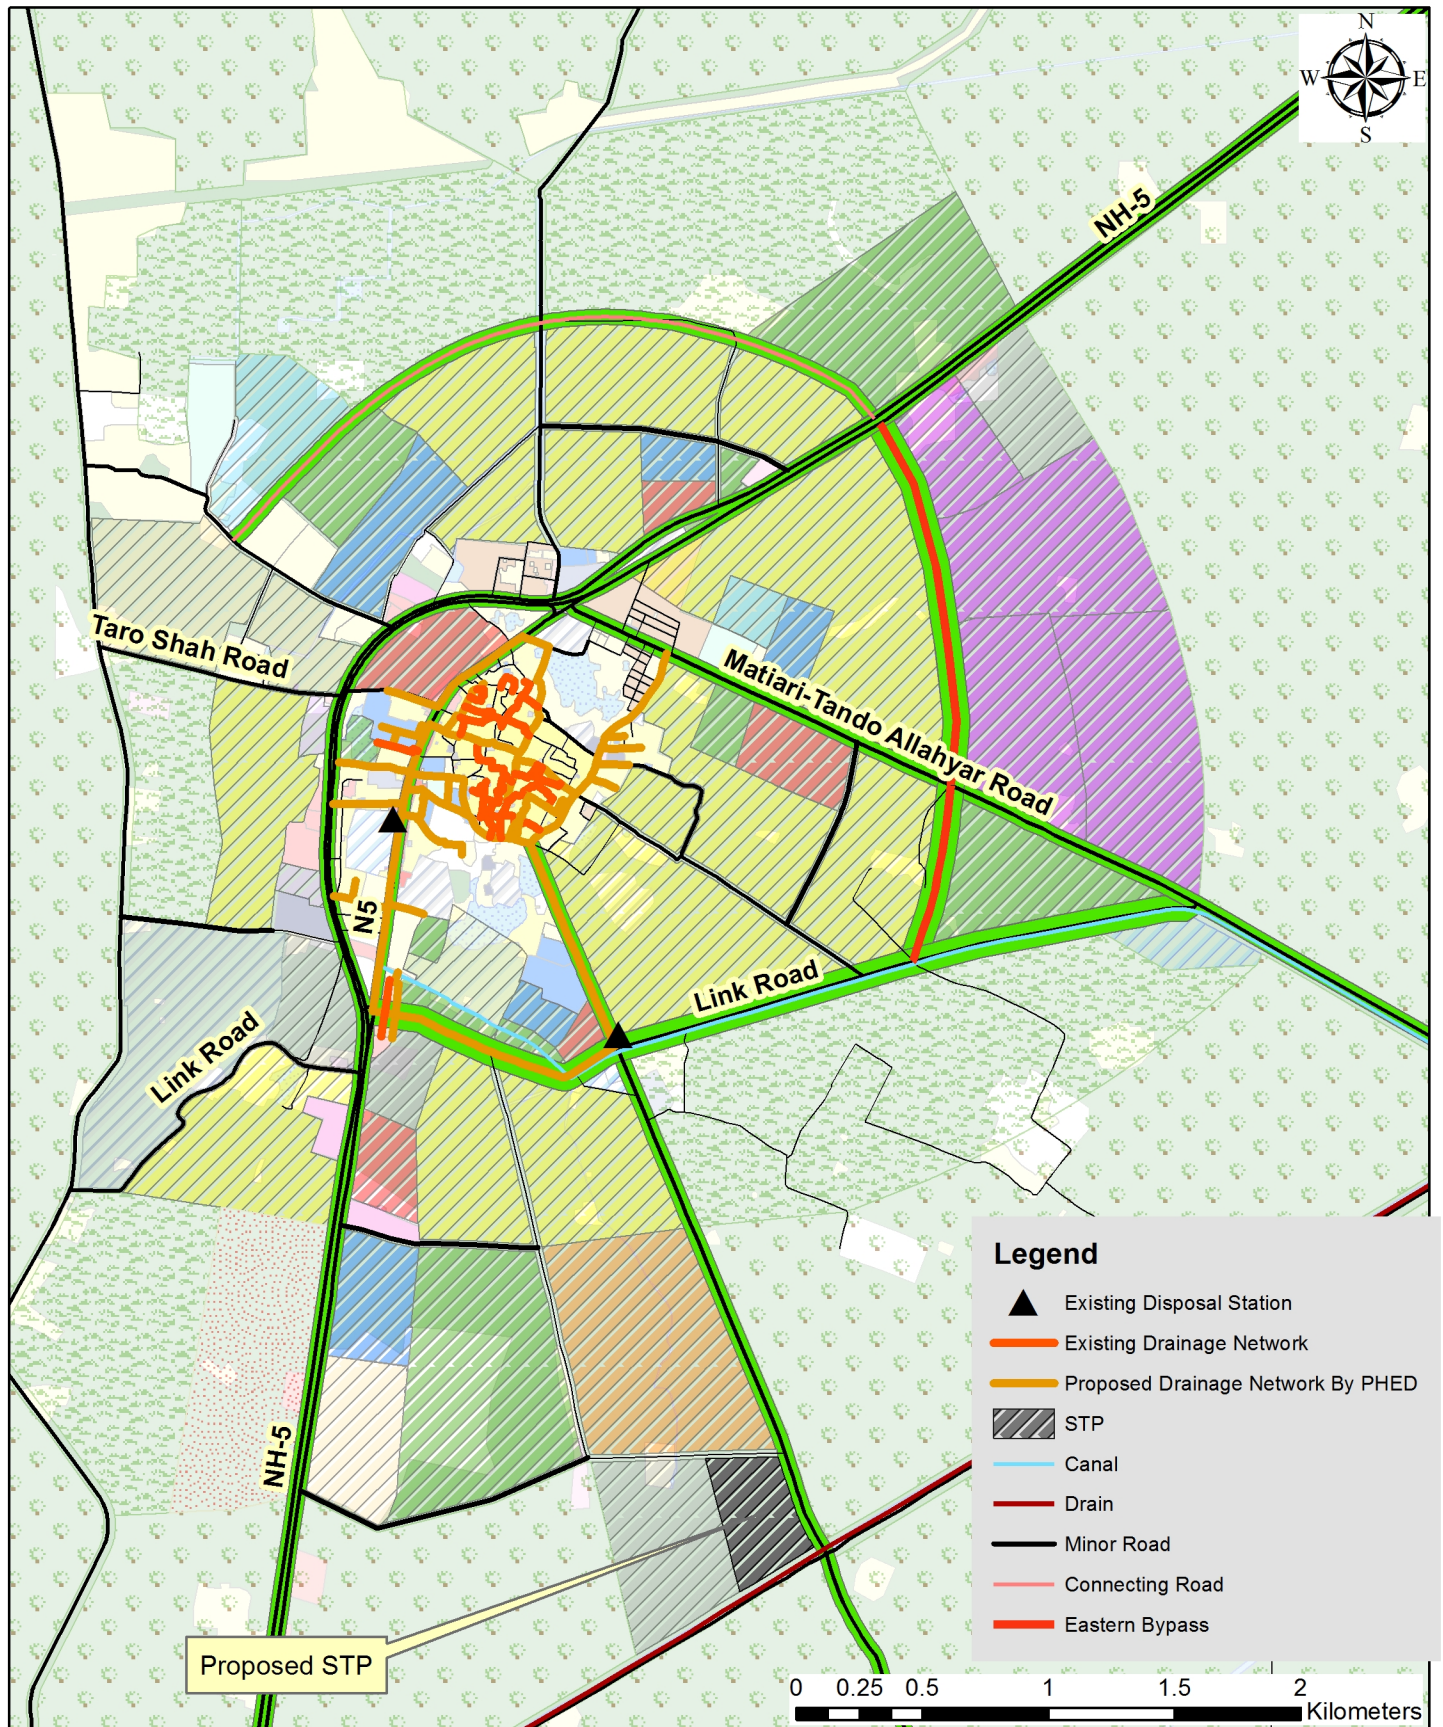 N
W E
S
NH-5
Taro Shah Road
Matiari-Tando Allahyar Road
N5
Link Road
Link Road
NH-5
Legend
Existing Disposal Station
Existing Drainage Network
Proposed Drainage Network By PHED
STP
Canal
Drain
Minor Road
Connecting Road
Eastern Bypass
Proposed STP
0 0.25 0.5 1 1.5 2
Kilometers